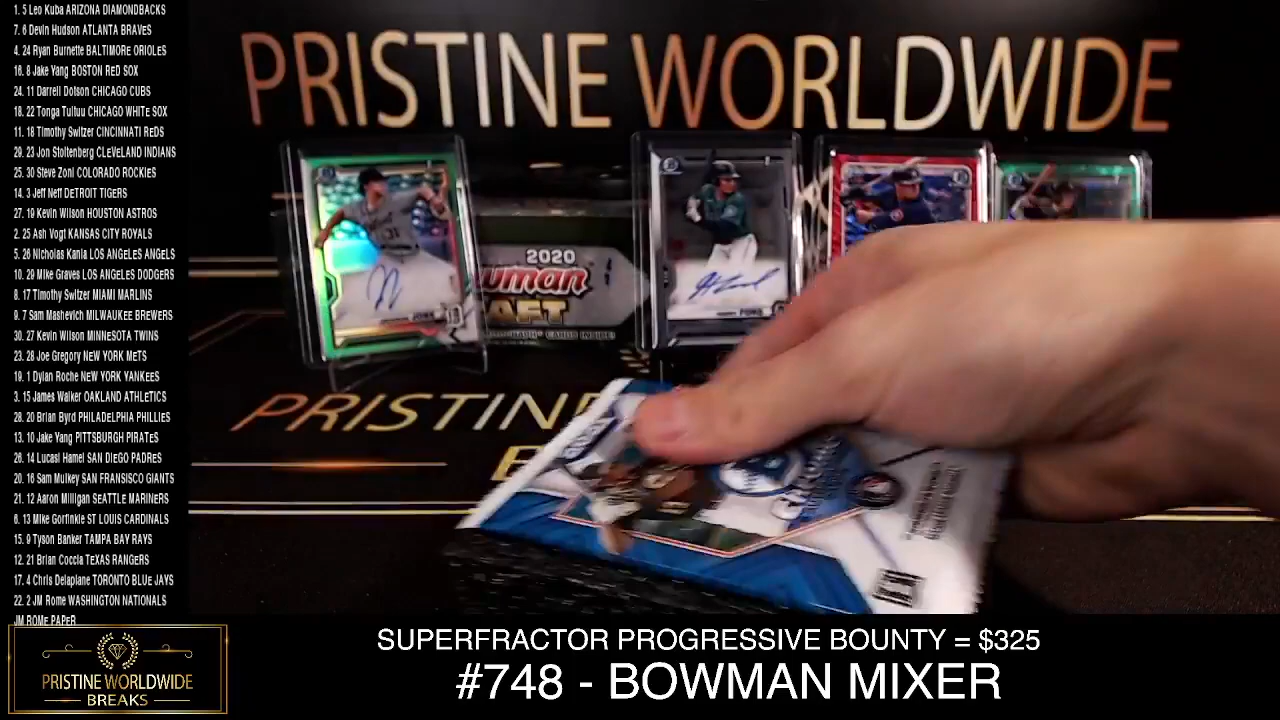 1. 5 Leo Kuba ARIZONA DIAMONDBACKS
7. 6 Devin Hudson ATLANTA BRAVeS
4. 24 Ryan Burnette BALTIMORE ORIOLES
16. 8 Jake Yang BOSTON ReD SOX
24. 11 Darrell Dotson CHICAGO CUBS
18. 22 Tonga Tuituu CHICAGO WHITe SOX
11. 18 Timothy Switzer CINCINNATI ReDS
29. 23 Jon Stoltenberg CLeVeLAND INDIANS
25. 30 Steve Zoni COLORADO ROCKIeS
14. 3 Jeff Neff DETROIT TIGERS
27. 19 Kevin Wilson HOUSTON ASTROS
2. 25 Ash Vogt KANSAS CITY ROYALS
5. 26 Nicholas Kania LOS ANGELES ANGELS
10. 29 Mike Graves LOS ANGELES DODGERS
8. 17 Timothy Switzer MIAMI MARLINS
9. 7 Sam Mashevich MILWAUKEE BReWeRS
30. 27 Kevin Wilson MINNeSOTA TWINS
23. 28 Joe Gregory NeW YORK MeTS
19. 1 Dylan Roche NeW YORK YANKeeS
3. 15 James Walker OAKLAND ATHLETICS
28. 20 Brian Byrd PHILADeLPHIA PHILLIES
13. 10 Jake Yang PITTSBURGH PIRATeS
26. 14 Lucasl Hamel SAN DIEGO PADRES
20. 16 Sam Mulkey SAN FRANSISCO GIANTS
21. 12 Aaron Milligan SEATTLE MARINERS
6. 13 Mike Gorfinkle ST LOUIS CARDINALS
15. 9 Tyson Banker TAMPA BAY RAYS
12. 21 Brian Coccia TeXAS RANGERS
17. 4 Chris Delaplane TORONTO BLUe JAYS
22. 2 JM Rome WASHINGTON NATIONALS
JM ROMe PAPeR
PRISTINE WORLDWIDE
2020
PRISTINE WORLDWIDE
BREAKS
SUPERFRACTOR PROGRESSIVE BOUNTY = $325
#748 - BOWMAN MIXER